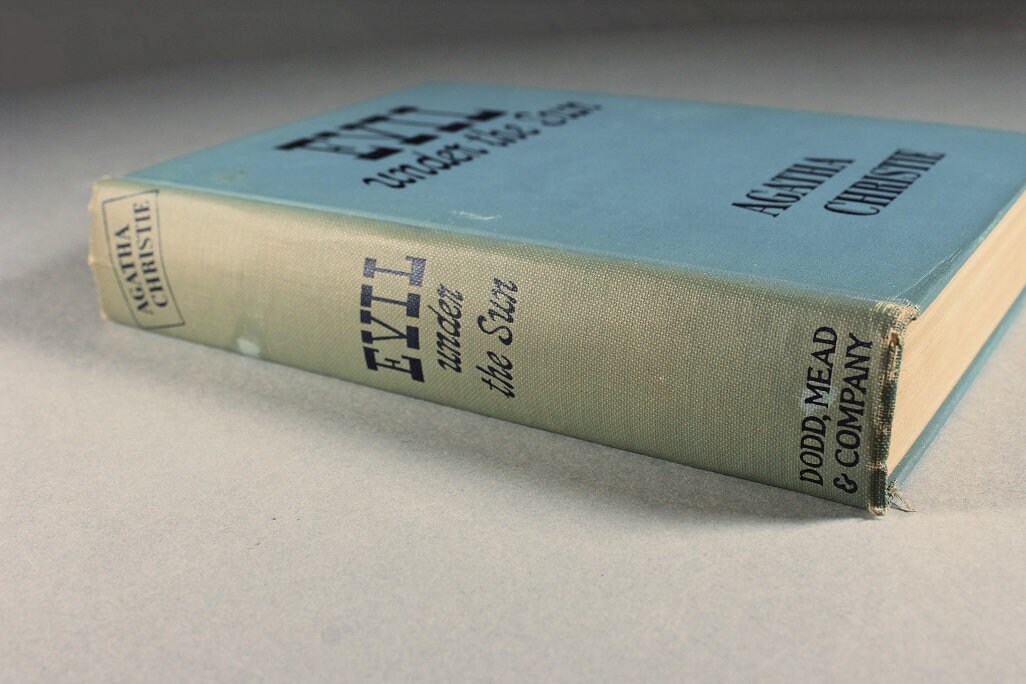 EVIL
under the Sun
AGATHA
CHRISTIE
AGATHA
CHRISTIE
EVIL
under
the Sun
DODD, MEAD
& COMPANY